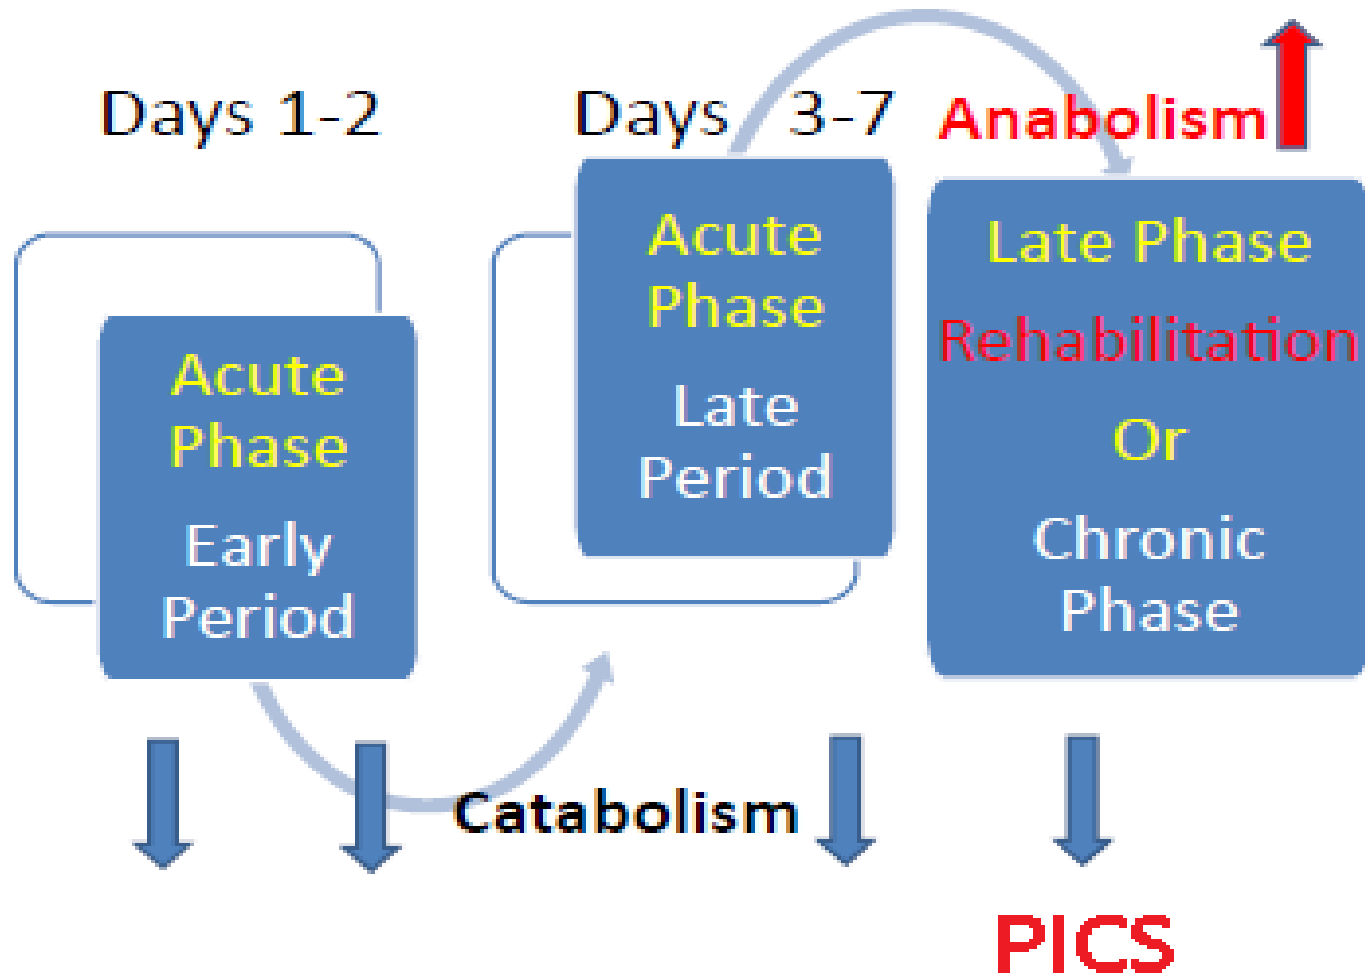 Days 1-2
Acute
Phase
Early
Period
Days 3-7
Acute
Phase
Late
Period
Anabolism
Late Phase
Rehabilitation
Or
Chronic
Phase
Catabolism
PICS